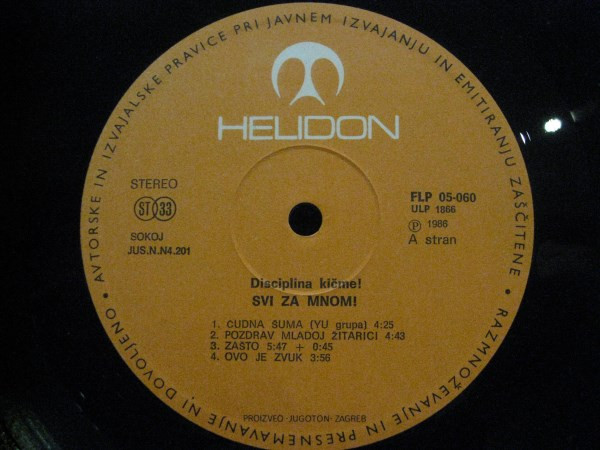 AVTORSKE IN IZVAJALSKE PRAVICE PRI JAVNEM IZVAJANJU IN EMITIRANJU ZAŠČITENE · RAZMNOŽEVANJE IN PRESNEMAVANJE NI DOVOLJENO ·
HELIDON
STEREO
ST 33
SOKOJ
JUS.N.N4.201
FLP 05-060
ULP 1866
Ⓟ 1986
A stran
Disciplina kičme!
SVI ZA MNOM!
1. CUDNA SUMA (YU grupa) 4:25
2. POZDRAV MLADOJ ŽITARICI 4:43
3. ZASTO 5:47 + 0:45
4. OVO JE ZVUK 3:56
PROIZVEO · JUGOTON · ZAGREB